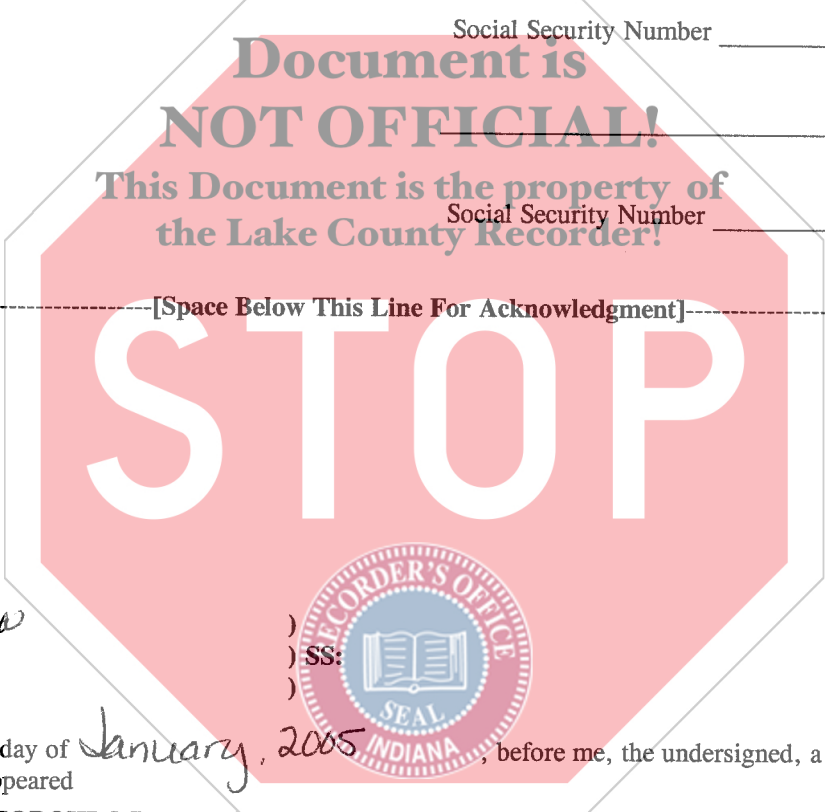 Social Security Number
Document is
NOT OFFICIAL!
This Document is the property of
Social Security Number
the Lake County Recorder!
[Space Below This Line For Acknowledgment]
STOP
RECORDER'S OFFICE
)
) SS:
)
SEAL
INDIANA
day of January, 2005, before me, the undersigned, a
peared